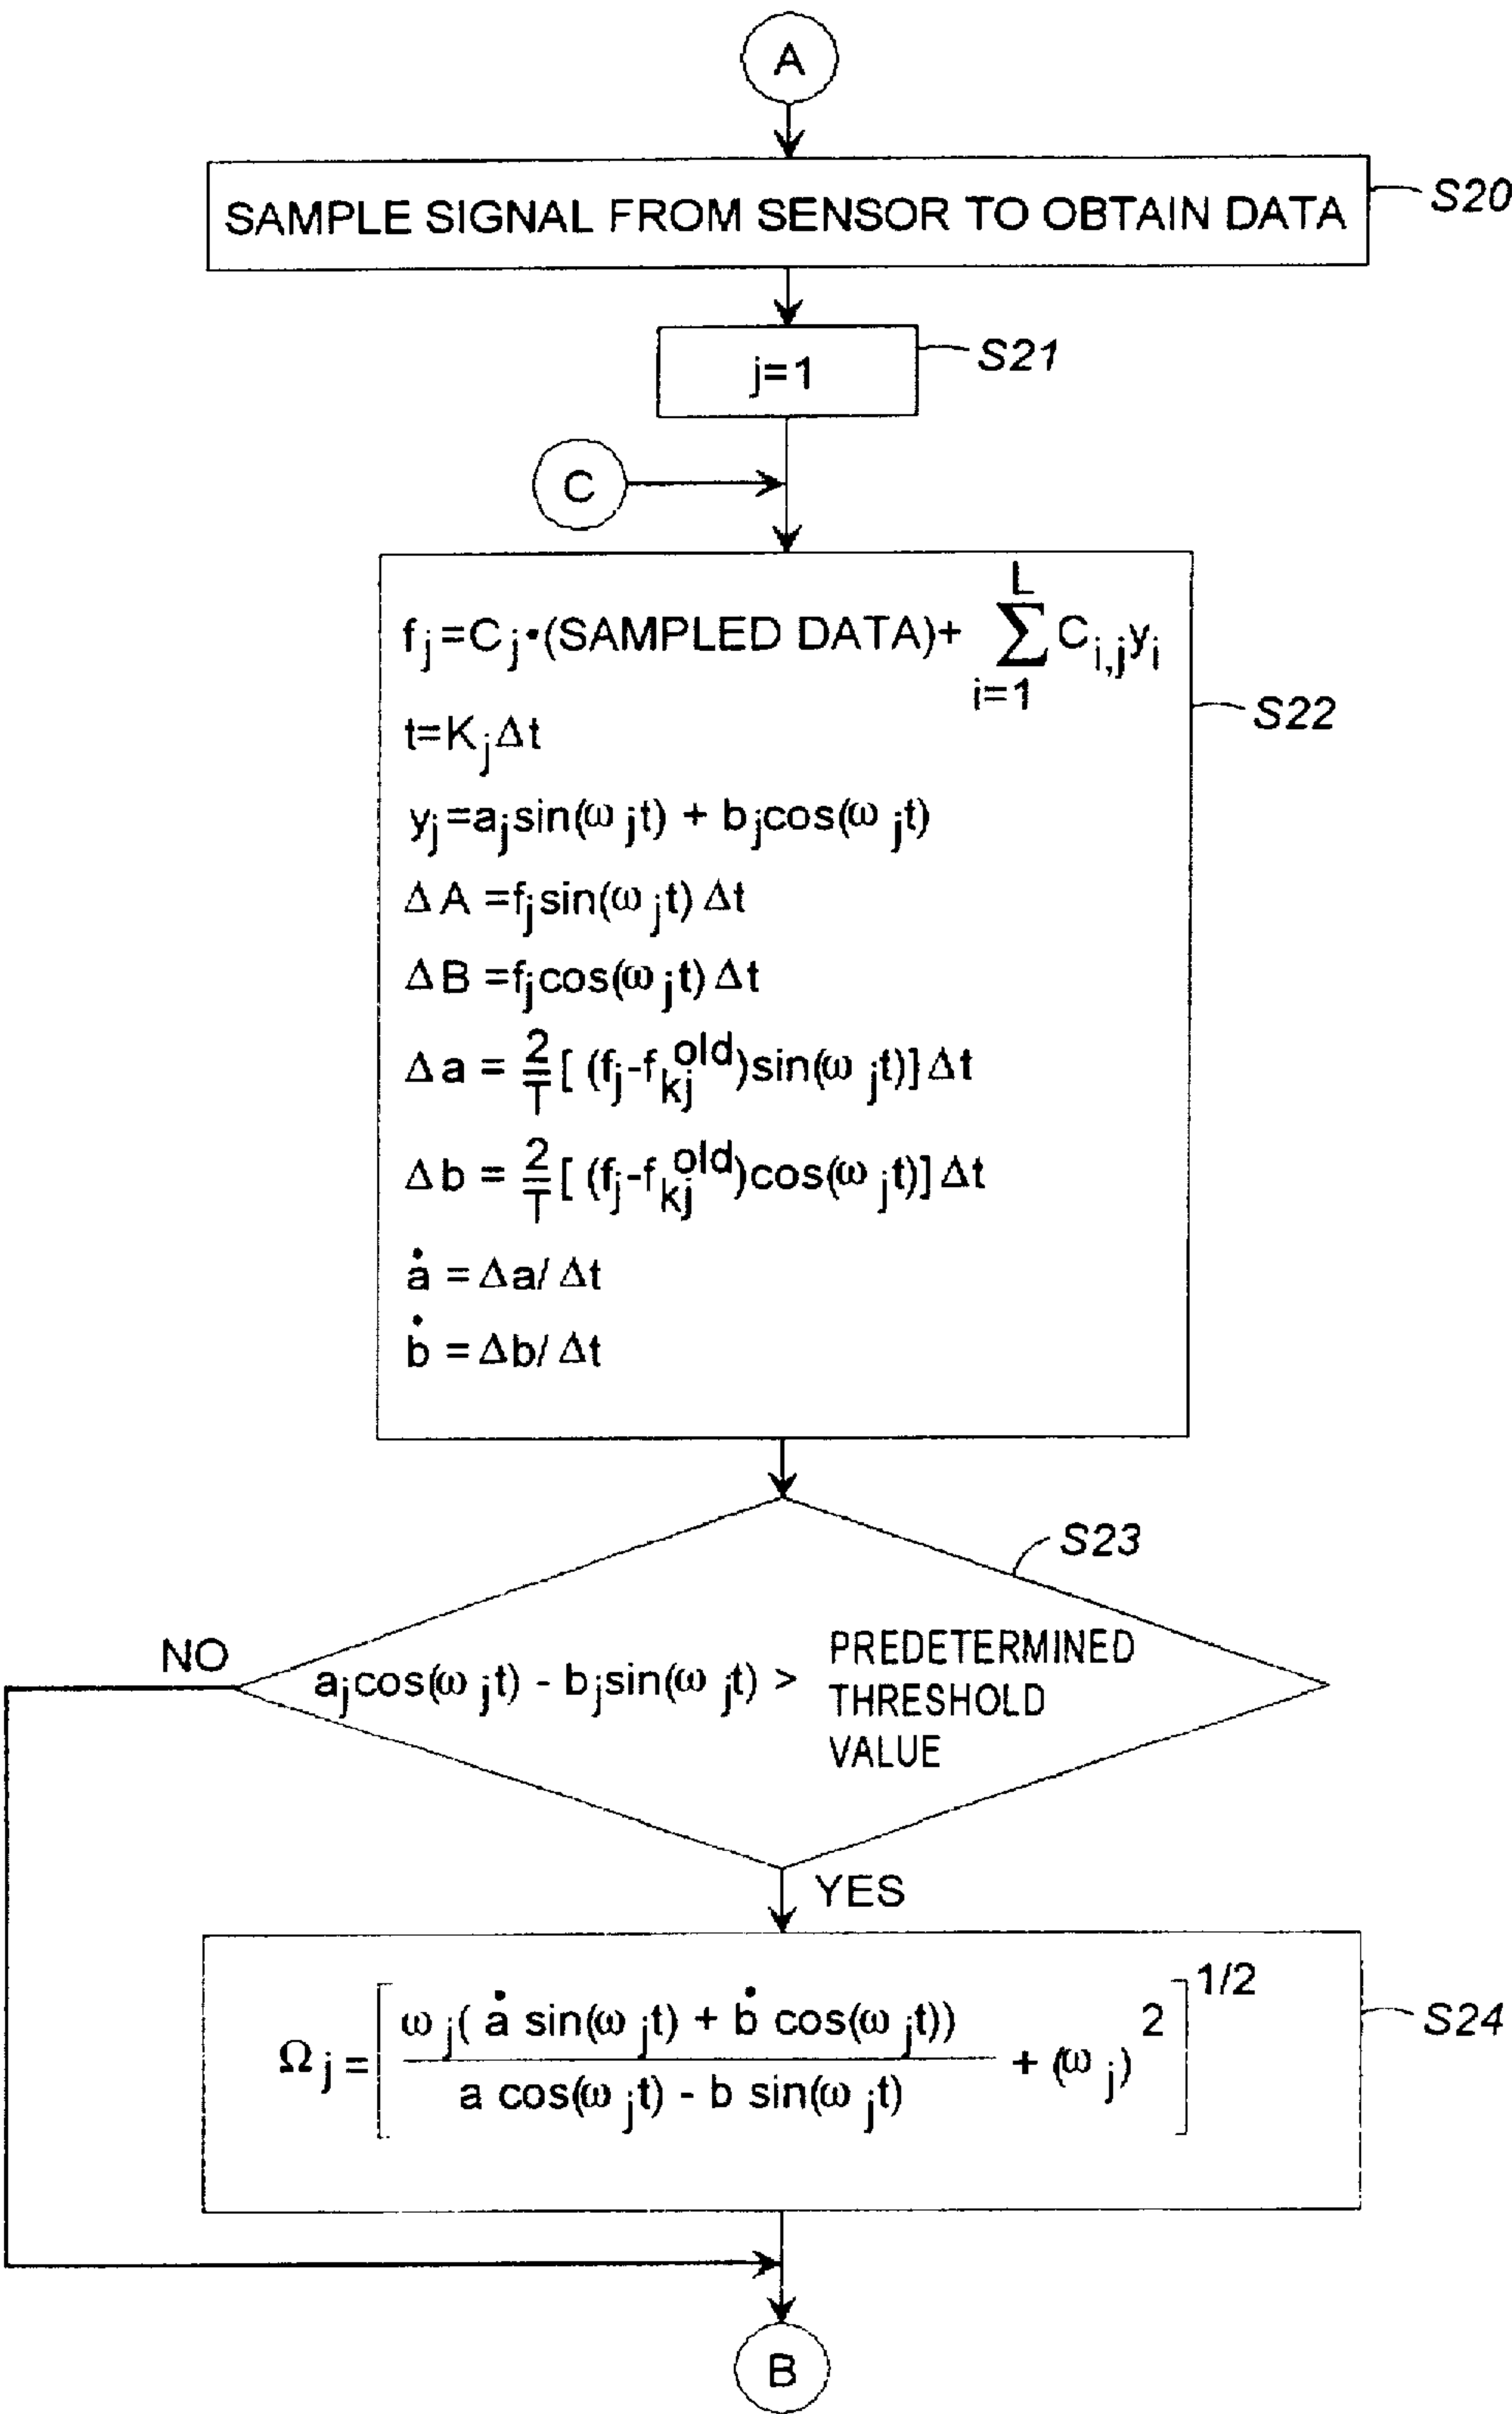 A
SAMPLE SIGNAL FROM SENSOR TO OBTAIN DATA
S20
j=1
S21
C
f_j=C_j•(SAMPLED DATA)+ ∑_{i=1}^{L} C_{i,j}y_i
t=K_jΔt
y_j=a_jsin(ω_jt) + b_jcos(ω_jt)
ΔA =f_jsin(ω_jt)Δt
ΔB =f_jcos(ω_jt)Δt
Δa = 2/T [ (f_j-f_{kj}^{old})sin(ω_jt)]Δt
Δb = 2/T [ (f_j-f_{kj}^{old})cos(ω_jt)]Δt
ȧ =Δa/Δt
ḃ =Δb/Δt
S22
S23
NO
a_jcos(ω_jt) - b_jsin(ω_jt) >
PREDETERMINED
THRESHOLD
VALUE
YES
Ω_j=[ ω_j( ȧ sin(ω_jt) + ḃ cos(ω_jt)) / a cos(ω_jt) - b sin(ω_jt) + (ω_j)^2 ]^{1/2}
S24
B